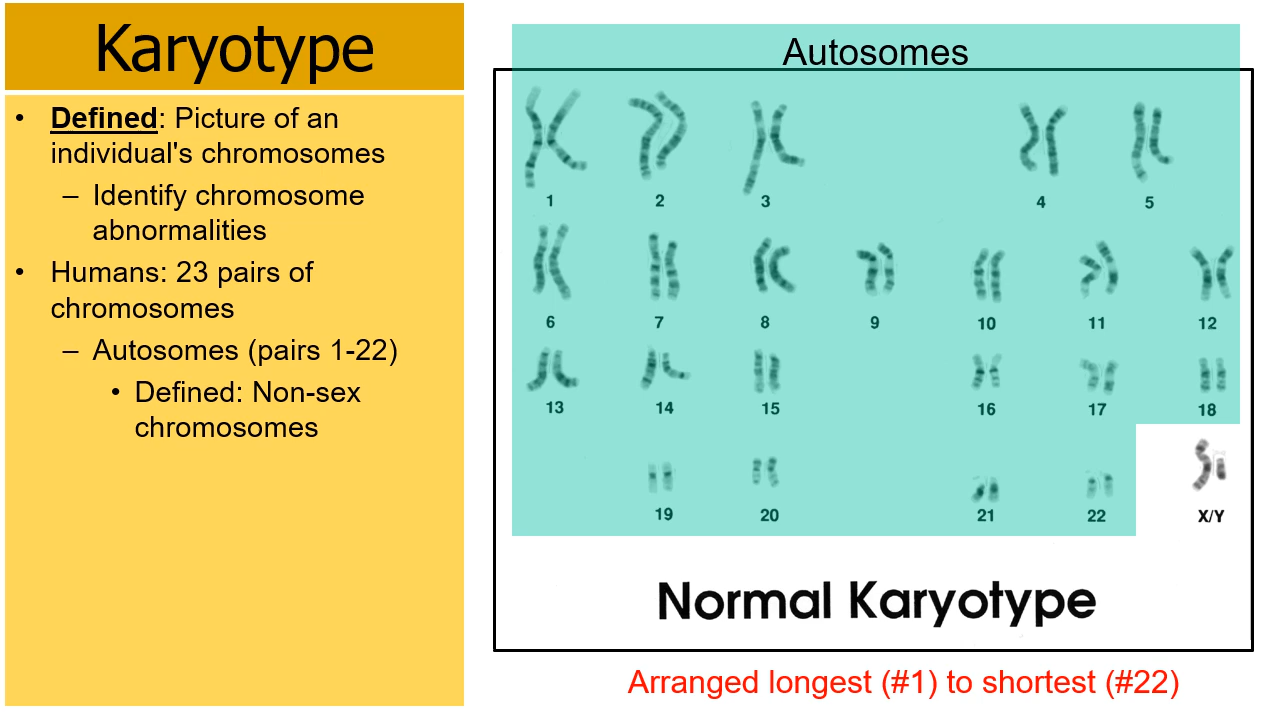 Karyotype
• Defined: Picture of an
individual's chromosomes
– Identify chromosome
abnormalities
• Humans: 23 pairs of
chromosomes
– Autosomes (pairs 1-22)
• Defined: Non-sex
chromosomes
Autosomes
1 2 3 4 5
6 7 8 9 10 11 12
13 14 15 16 17 18
19 20 21 22 X/Y
Normal Karyotype
Arranged longest (#1) to shortest (#22)